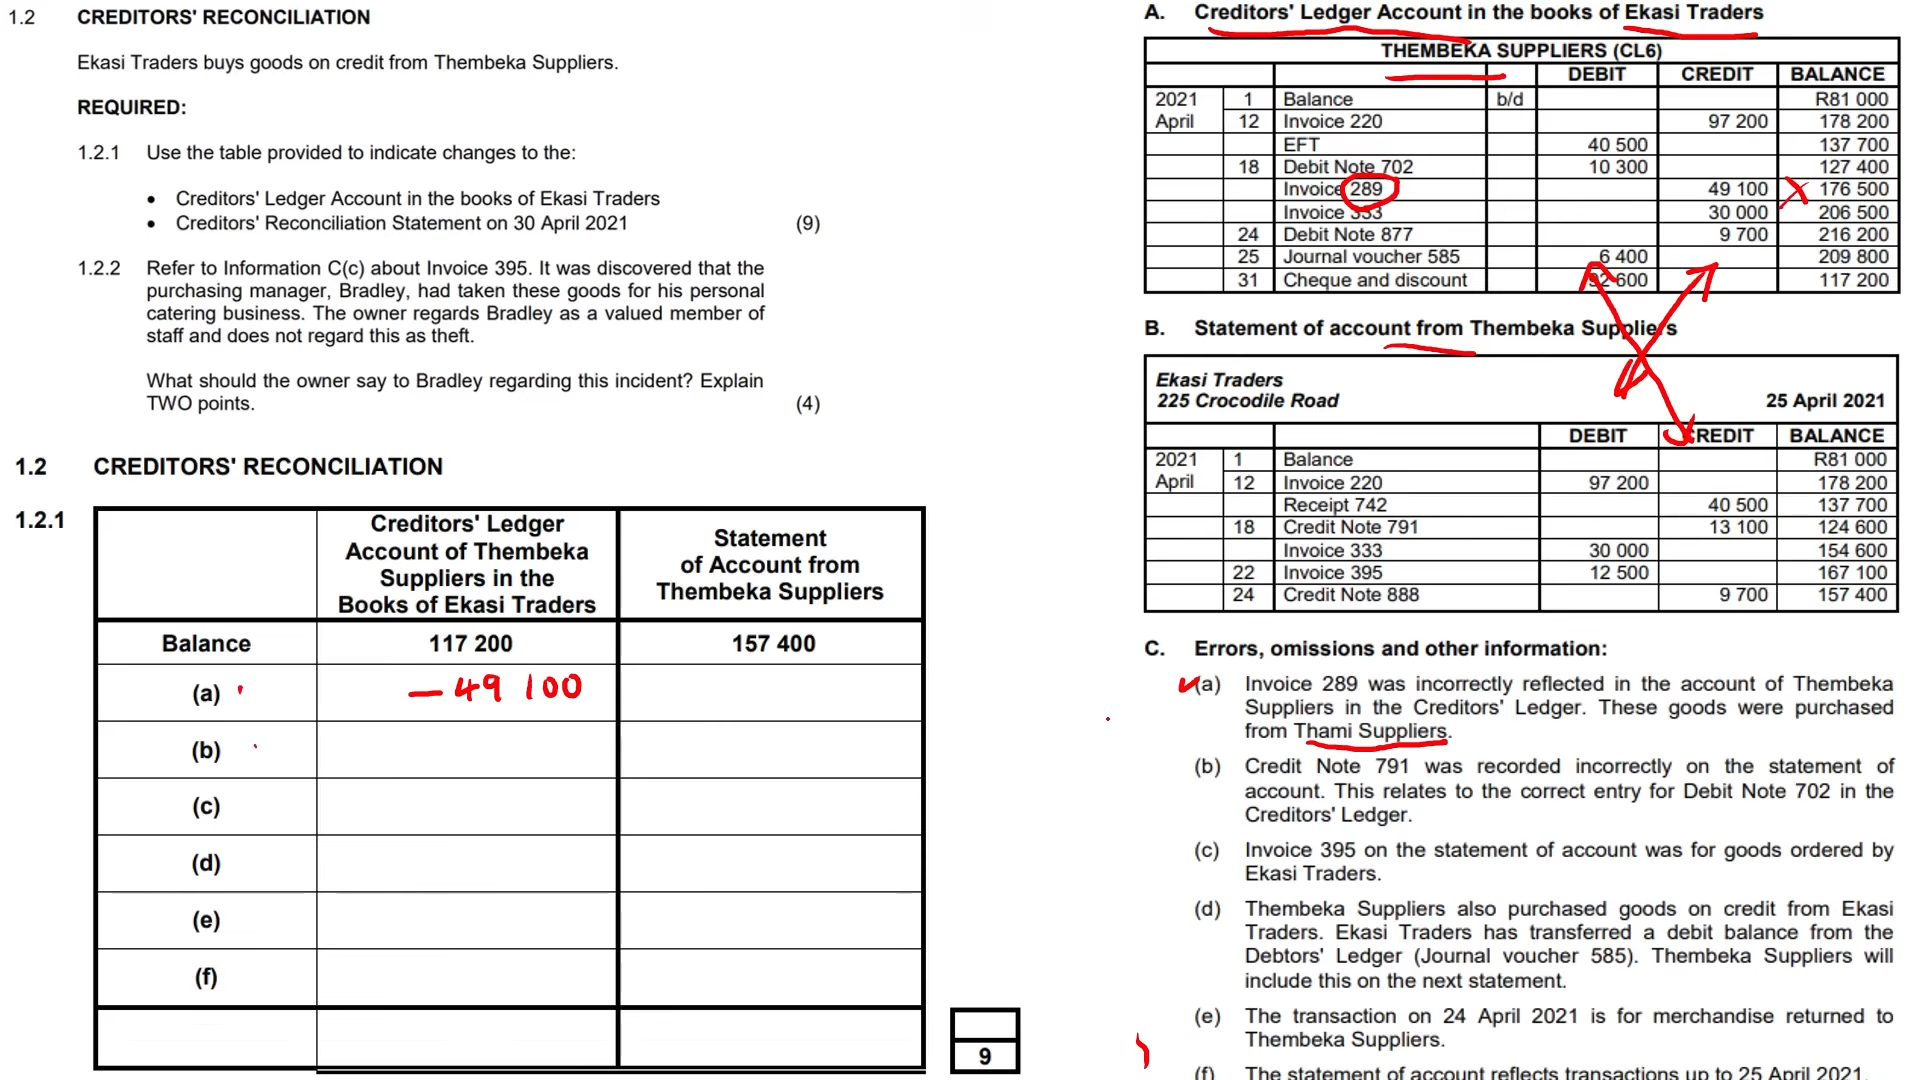 1.2 CREDITORS' RECONCILIATION
Ekasi Traders buys goods on credit from Thembeka Suppliers.
REQUIRED:
1.2.1 Use the table provided to indicate changes to the:
• Creditors' Ledger Account in the books of Ekasi Traders
• Creditors' Reconciliation Statement on 30 April 2021 (9)
1.2.2 Refer to Information C(c) about Invoice 395. It was discovered that the
purchasing manager, Bradley, had taken these goods for his personal
catering business. The owner regards Bradley as a valued member of
staff and does not regard this as theft.
What should the owner say to Bradley regarding this incident? Explain
TWO points. (4)
1.2 CREDITORS' RECONCILIATION
1.2.1
Creditors' Ledger
Account of Thembeka
Suppliers in the
Books of Ekasi Traders
Statement
of Account from
Thembeka Suppliers
Balance 117 200 157 400
(a) – 49 100
(b)
(c)
(d)
(e)
(f)
9
A. Creditors' Ledger Account in the books of Ekasi Traders
THEMBEKA SUPPLIERS (CL6)
DEBIT CREDIT BALANCE
2021 1 Balance b/d R81 000
April 12 Invoice 220 97 200 178 200
EFT 40 500 137 700
18 Debit Note 702 10 300 127 400
Invoice 289 49 100 176 500
Invoice 333 30 000 206 500
24 Debit Note 877 9 700 216 200
25 Journal voucher 585 6 400 209 800
31 Cheque and discount 92 600 117 200
B. Statement of account from Thembeka Suppliers
Ekasi Traders
225 Crocodile Road 25 April 2021
DEBIT CREDIT BALANCE
2021 1 Balance R81 000
April 12 Invoice 220 97 200 178 200
Receipt 742 40 500 137 700
18 Credit Note 791 13 100 124 600
Invoice 333 30 000 154 600
22 Invoice 395 12 500 167 100
24 Credit Note 888 9 700 157 400
C. Errors, omissions and other information:
(a) Invoice 289 was incorrectly reflected in the account of Thembeka
Suppliers in the Creditors' Ledger. These goods were purchased
from Thami Suppliers.
(b) Credit Note 791 was recorded incorrectly on the statement of
account. This relates to the correct entry for Debit Note 702 in the
Creditors' Ledger.
(c) Invoice 395 on the statement of account was for goods ordered by
Ekasi Traders.
(d) Thembeka Suppliers also purchased goods on credit from Ekasi
Traders. Ekasi Traders has transferred a debit balance from the
Debtors' Ledger (Journal voucher 585). Thembeka Suppliers will
include this on the next statement.
(e) The transaction on 24 April 2021 is for merchandise returned to
Thembeka Suppliers.
(f) The statement of account reflects transactions up to 25 April 2021.